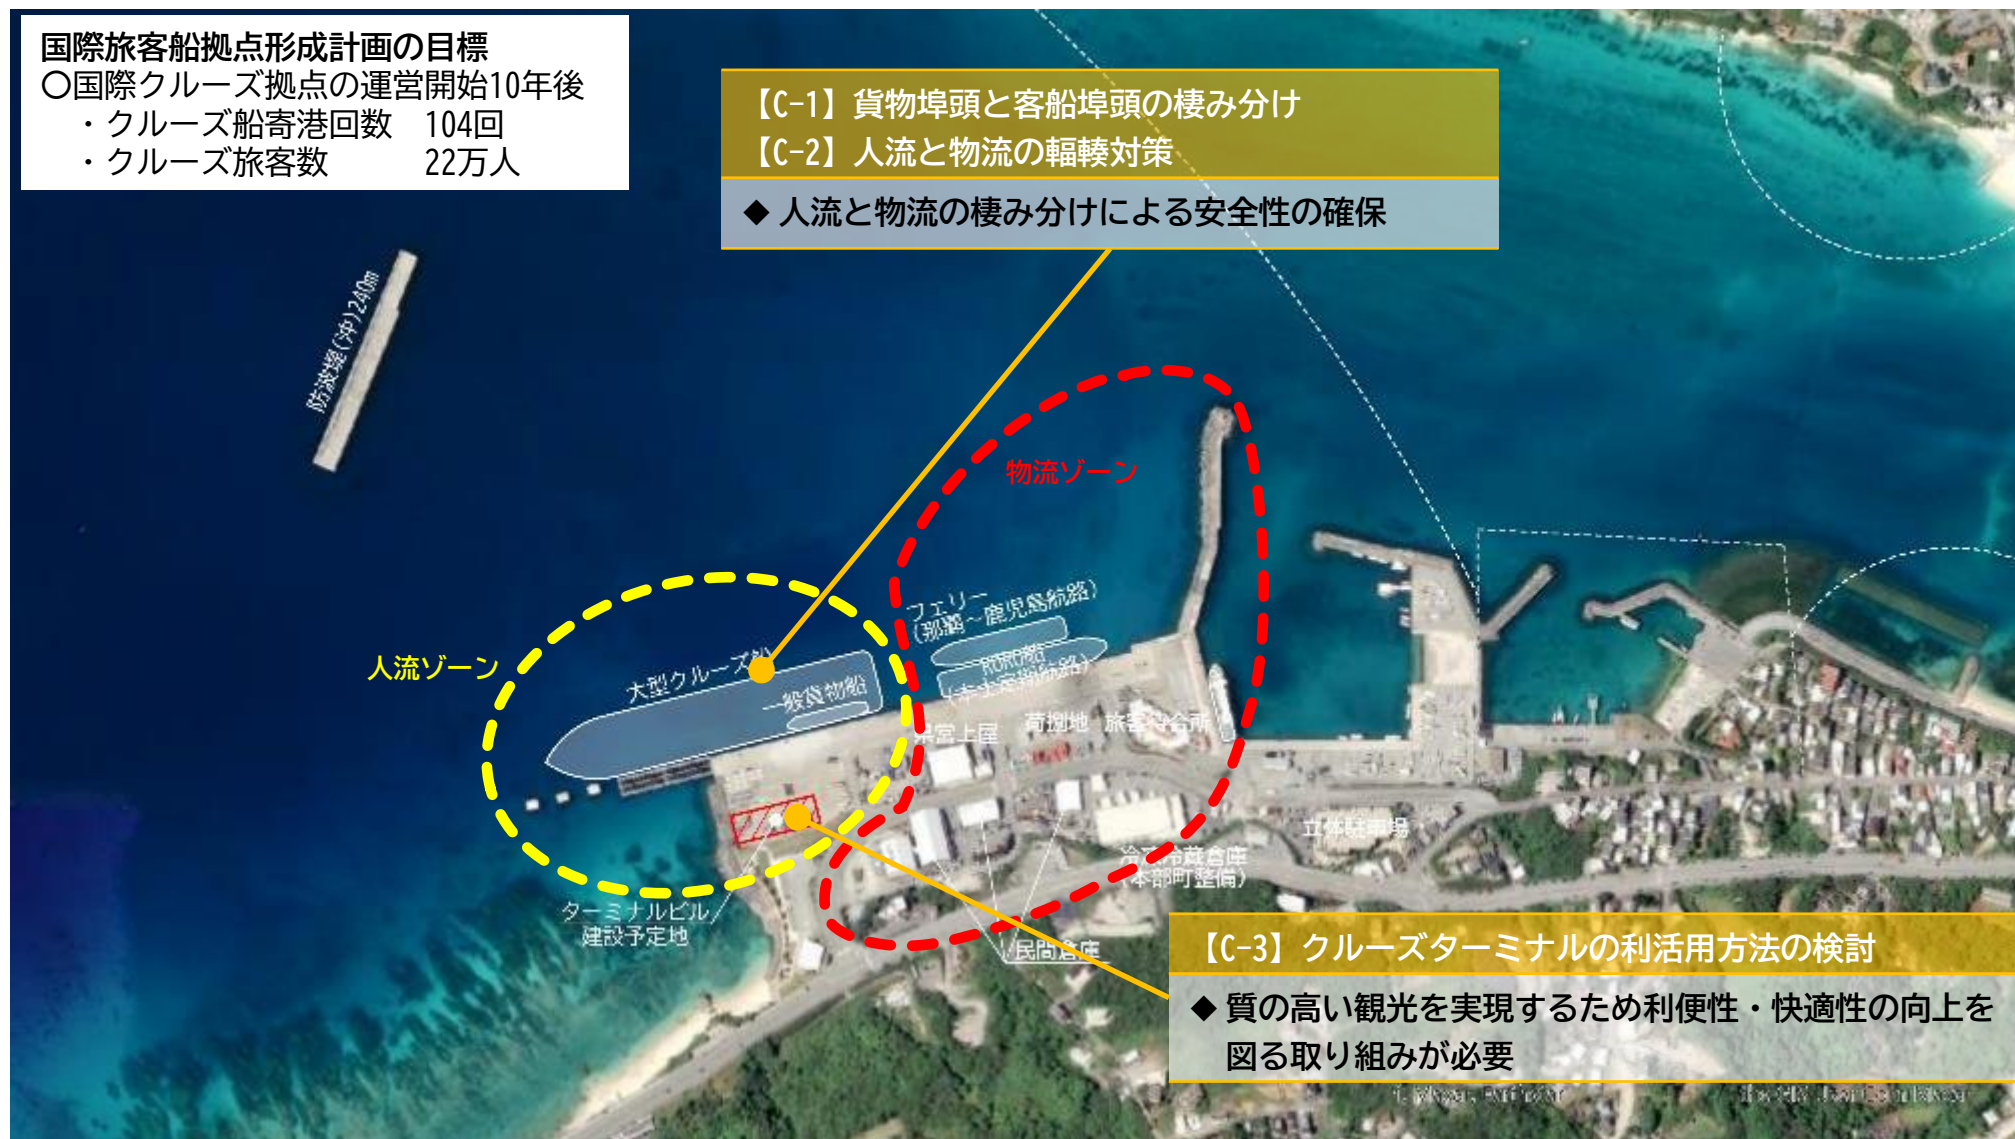 国際旅客船拠点形成計画の目標
〇国際クルーズ拠点の運営開始10年後
・クルーズ船寄港回数　104回
・クルーズ旅客数　22万人
【C-1】貨物埠頭と客船埠頭の棲み分け
【C-2】人流と物流の輻輳対策
◆ 人流と物流の棲み分けによる安全性の確保
防波堤(沖)240m
物流ゾーン
人流ゾーン
フェリー
(那覇～鹿児島航路)
RORO船
(本土定期航路)
大型クルーズ船
一般貨物船
県営上屋
荷捌地
旅客待合所
立体駐車場
冷凍冷蔵倉庫
(本部町整備)
ターミナルビル
建設予定地
民間倉庫
【C-3】クルーズターミナルの利活用方法の検討
◆ 質の高い観光を実現するため利便性・快適性の向上を
図る取り組みが必要